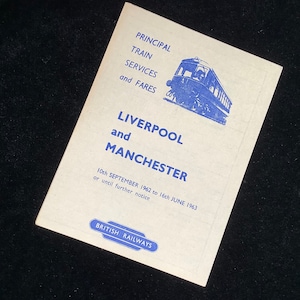 PRINCIPAL
TRAIN
SERVICES
and FARES
LIVERPOOL
and
MANCHESTER
10th SEPTEMBER 1962 to 16th JUNE 1963
or until further notice
BRITISH RAILWAYS